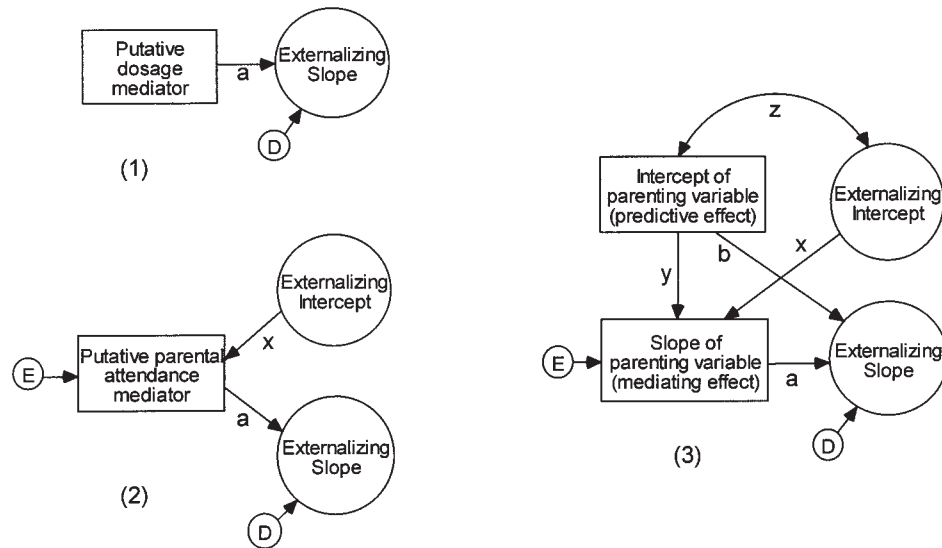 Putative
dosage
mediator
a
Externalizing
Slope
D
(1)
Externalizing
Intercept
x
E
Putative parental
attendance
mediator
a
Externalizing
Slope
D
(2)
z
Intercept of
parenting variable
(predictive effect)
Externalizing
Intercept
y
b
x
E
Slope of
parenting variable
(mediating effect)
a
Externalizing
Slope
D
(3)